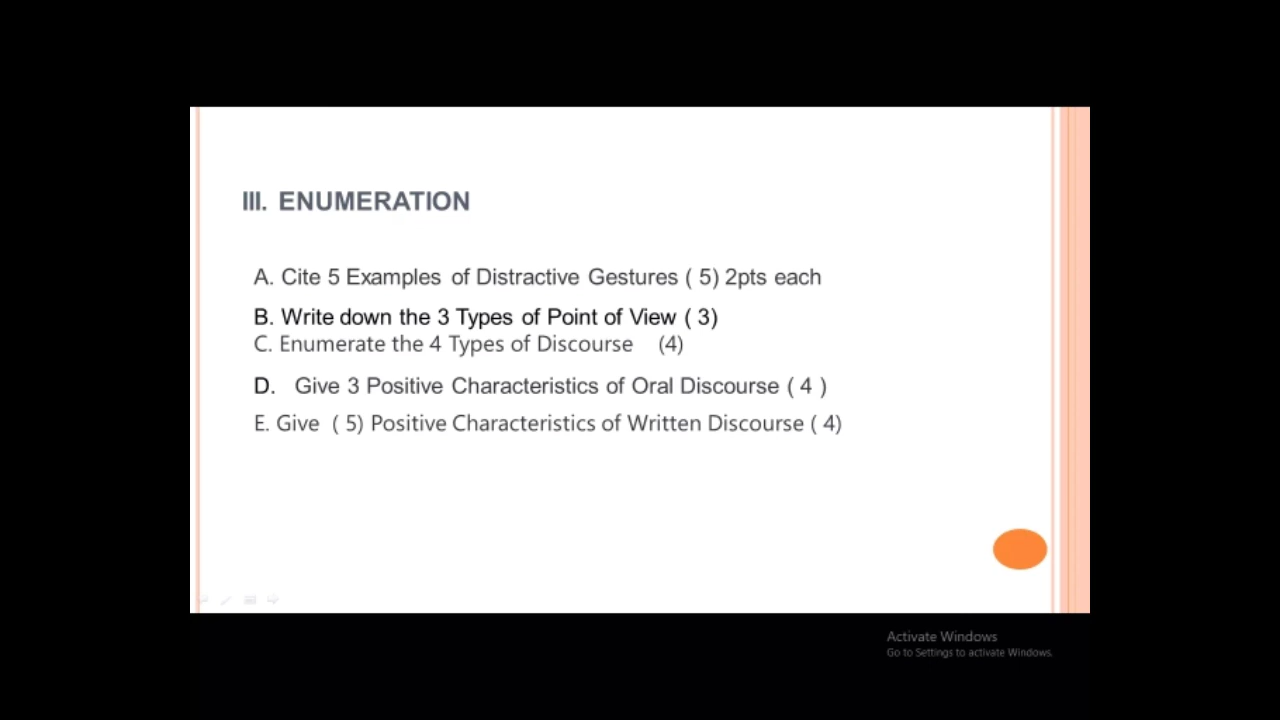 III. ENUMERATION
A. Cite 5 Examples of Distractive Gestures ( 5) 2pts each
B. Write down the 3 Types of Point of View ( 3)
C. Enumerate the 4 Types of Discourse (4)
D. Give 3 Positive Characteristics of Oral Discourse ( 4 )
E. Give ( 5) Positive Characteristics of Written Discourse ( 4)
Activate Windows
Go to Settings to activate Windows.